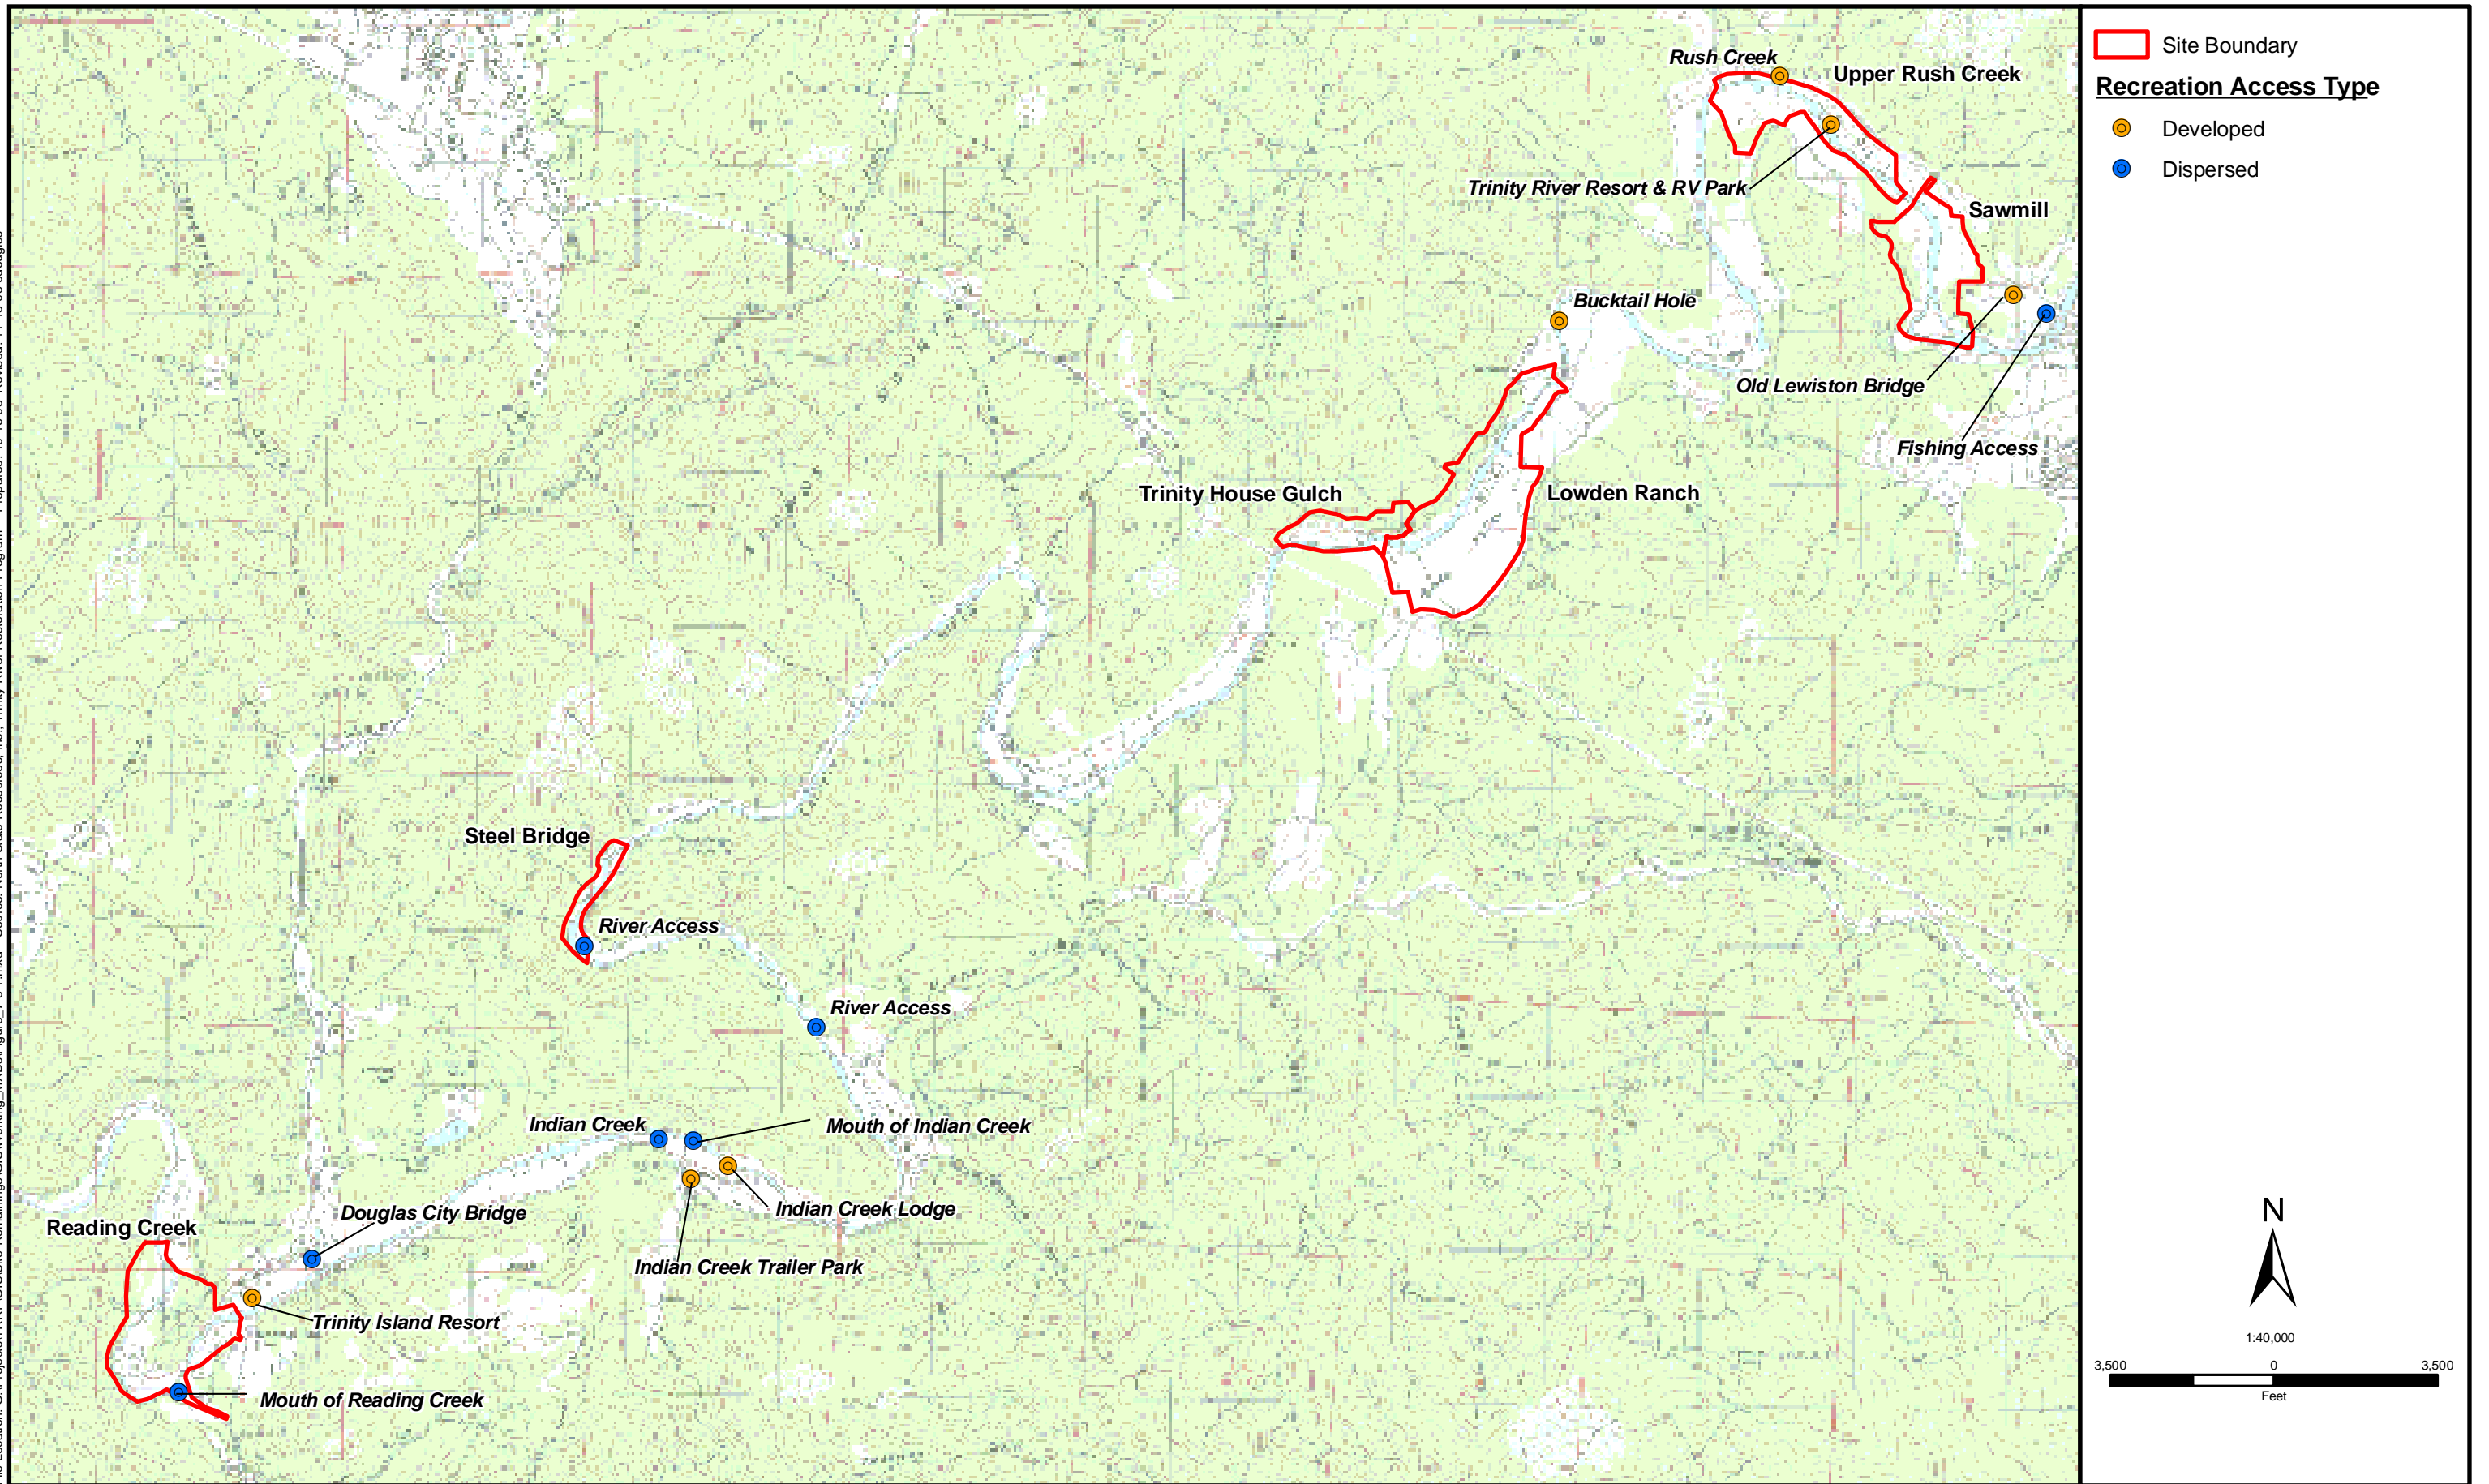 Rush Creek
Upper Rush Creek
Trinity River Resort & RV Park
Sawmill
Bucktail Hole
Old Lewiston Bridge
Fishing Access
Trinity House Gulch
Lowden Ranch
Steel Bridge
River Access
River Access
Indian Creek
Mouth of Indian Creek
Indian Creek Lodge
Indian Creek Trailer Park
Douglas City Bridge
Reading Creek
Trinity Island Resort
Mouth of Reading Creek
Site Boundary
Recreation Access Type
Developed
Dispersed
N
1:40,000
3,500 0 3,500
Feet